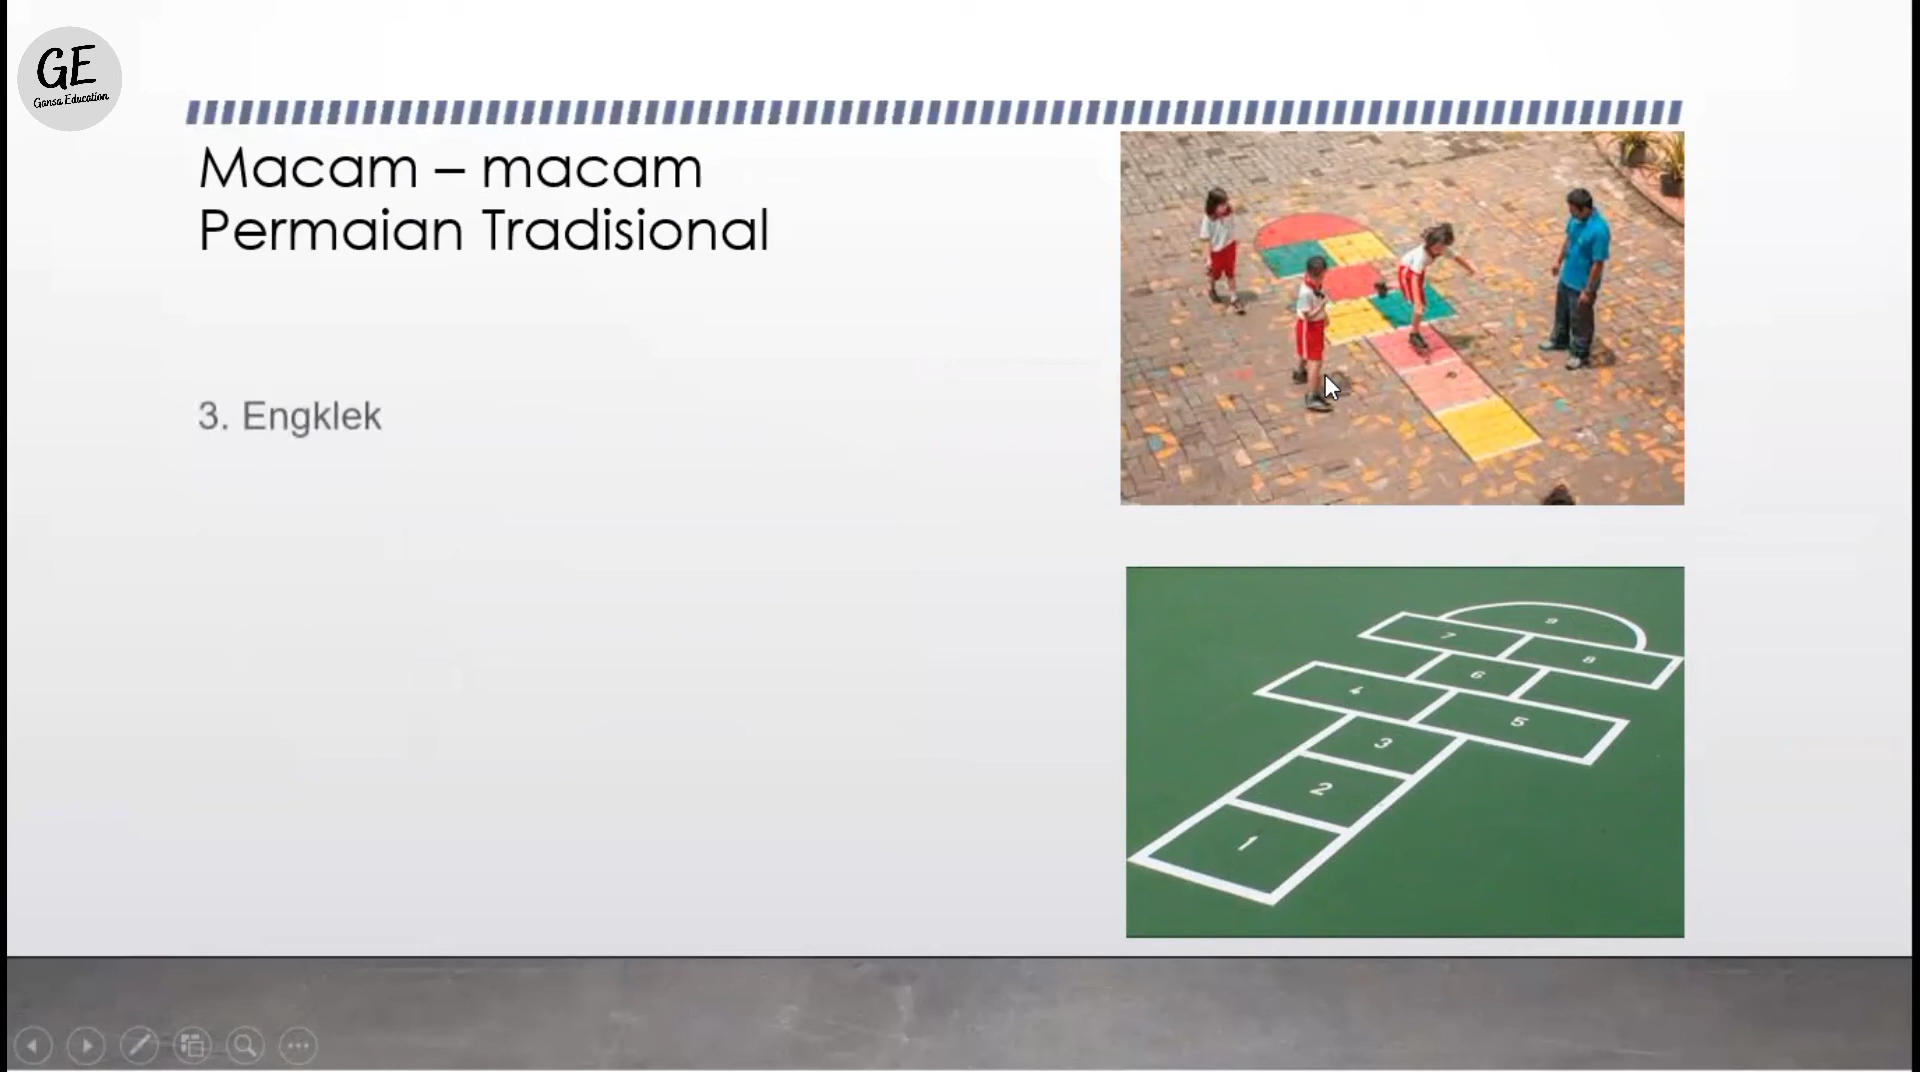 GE
Gansa Education
Macam – macam
Permaian Tradisional
3. Engklek
9
7
8
6
4
5
3
2
1